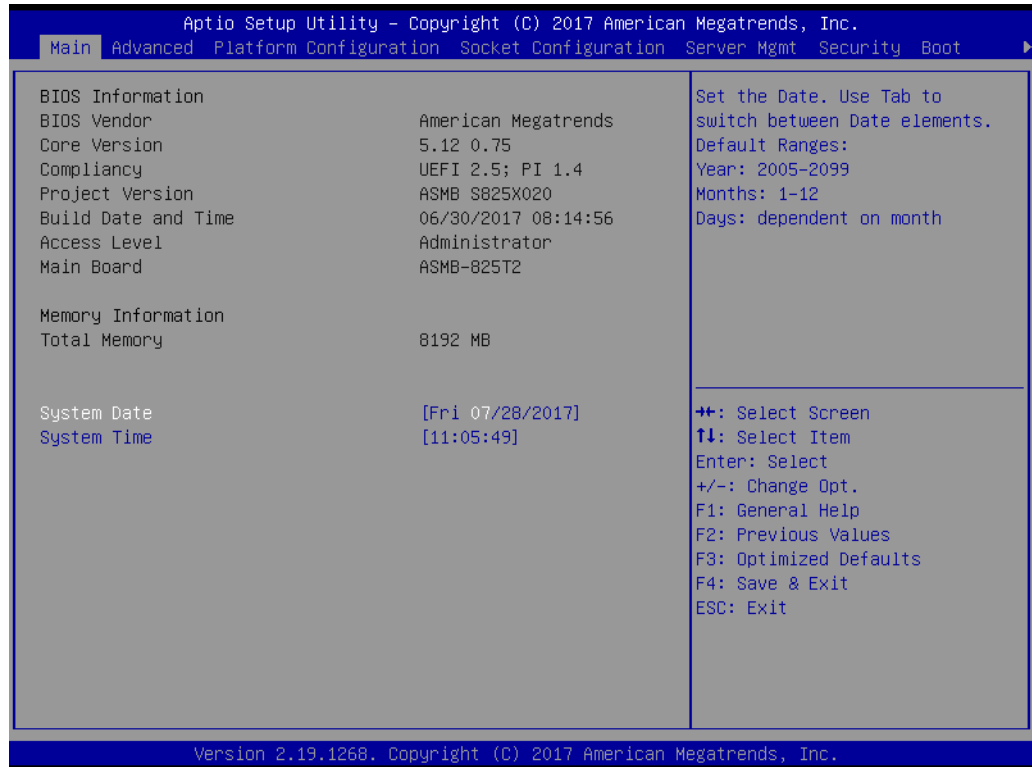 Aptio Setup Utility – Copyright (C) 2017 American Megatrends, Inc.
Main Advanced Platform Configuration Socket Configuration Server Mgmt Security Boot
BIOS Information
BIOS Vendor American Megatrends
Core Version 5.12 0.75
Compliancy UEFI 2.5; PI 1.4
Project Version ASMB S825X020
Build Date and Time 06/30/2017 08:14:56
Access Level Administrator
Main Board ASMB-825T2
Memory Information
Total Memory 8192 MB
System Date [Fri 07/28/2017]
System Time [11:05:49]
Set the Date. Use Tab to
switch between Date elements.
Default Ranges:
Year: 2005-2099
Months: 1-12
Days: dependent on month
→←: Select Screen
↑↓: Select Item
Enter: Select
+/-: Change Opt.
F1: General Help
F2: Previous Values
F3: Optimized Defaults
F4: Save & Exit
ESC: Exit
Version 2.19.1268. Copyright (C) 2017 American Megatrends, Inc.